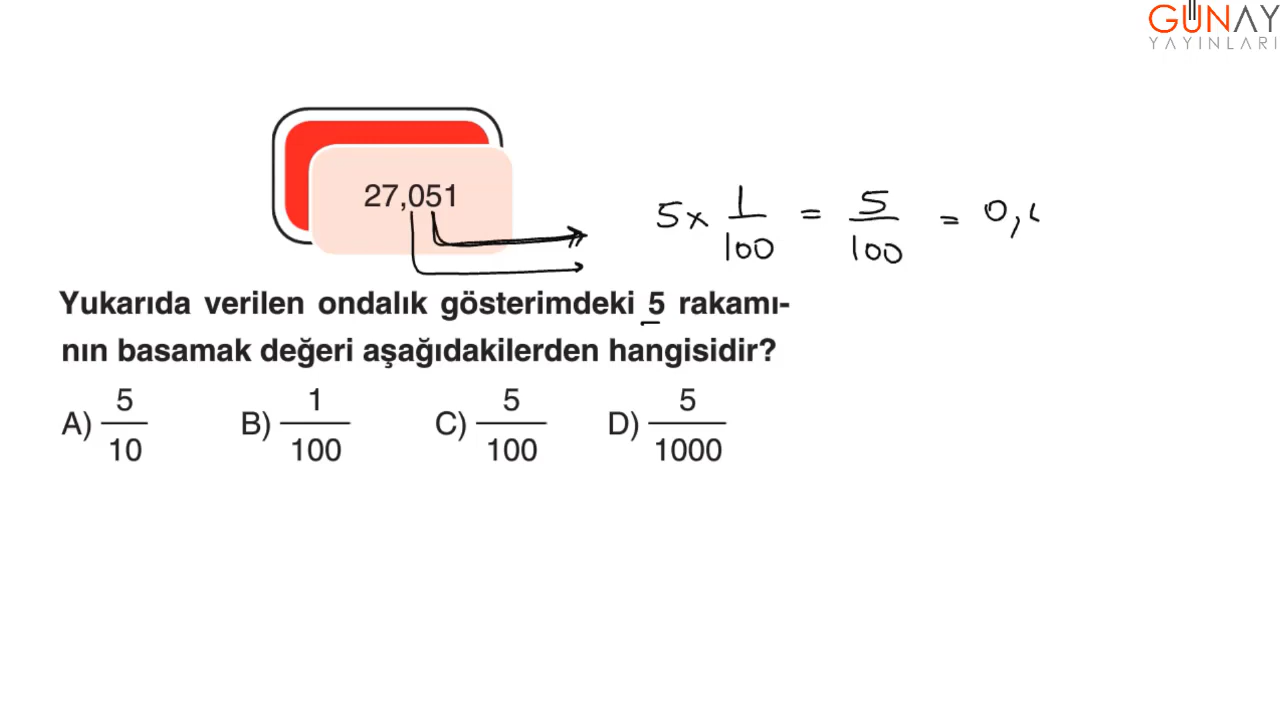 GÜNAY
YAYINLARI
27,051
5 x 1/100 = 5/100 = 0,
Yukarıda verilen ondalık gösterimdeki 5 rakamı-
nın basamak değeri aşağıdakilerden hangisidir?
A) 5/10 B) 1/100 C) 5/100 D) 5/1000